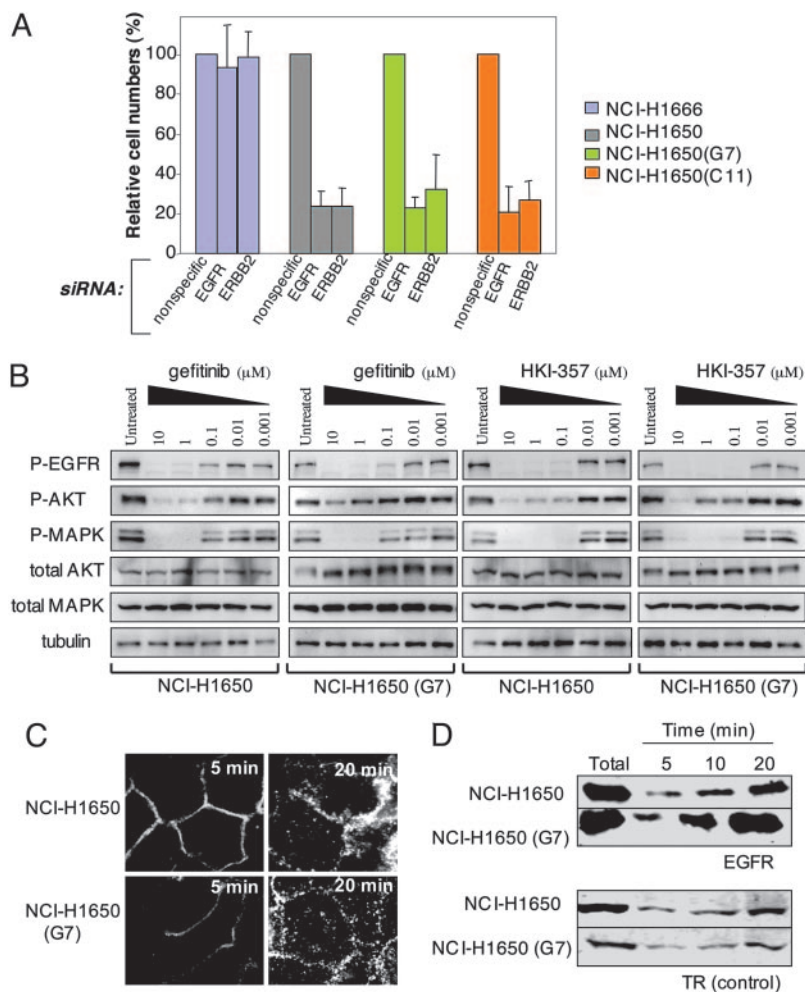 A
Relative cell numbers (%)
100
80
60
40
20
0
nonspecific EGFR ERBB2 nonspecific EGFR ERBB2 nonspecific EGFR ERBB2 nonspecific EGFR ERBB2
siRNA:
NCI-H1666
NCI-H1650
NCI-H1650(G7)
NCI-H1650(C11)
B
gefitinib (μM) gefitinib (μM) HKI-357 (μM) HKI-357 (μM)
Untreated 10 1 0.1 0.01 0.001 Untreated 10 1 0.1 0.01 0.001 Untreated 10 1 0.1 0.01 0.001 Untreated 10 1 0.1 0.01 0.001
P-EGFR
P-AKT
P-MAPK
total AKT
total MAPK
tubulin
NCI-H1650 NCI-H1650 (G7) NCI-H1650 NCI-H1650 (G7)
C
NCI-H1650
5 min 20 min
NCI-H1650
(G7)
5 min 20 min
D
Time (min)
Total 5 10 20
NCI-H1650
NCI-H1650 (G7)
EGFR
NCI-H1650
NCI-H1650 (G7)
TR (control)